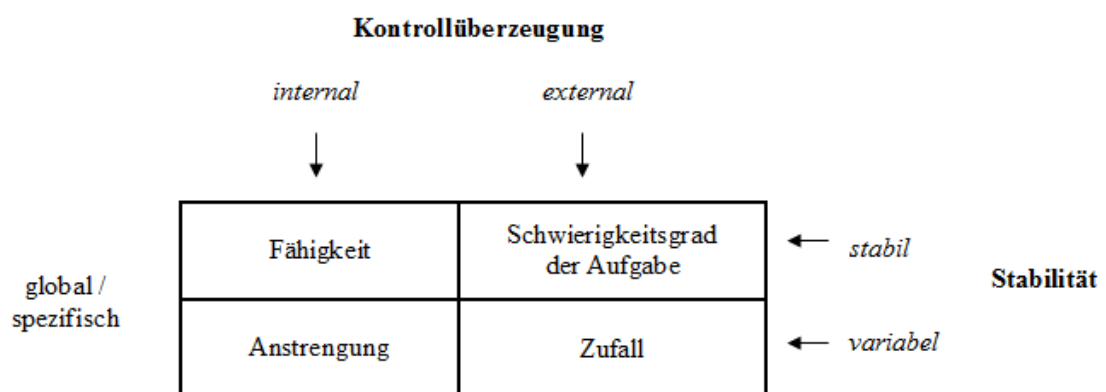 Kontrollüberzeugung
internal
external
Fähigkeit
Schwierigkeitsgrad
der Aufgabe
stabil
global /
spezifisch
Stabilität
Anstrengung
Zufall
variabel